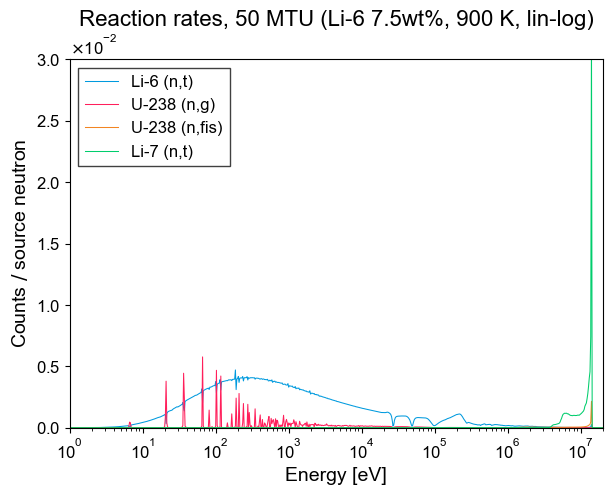 Reaction rates, 50 MTU (Li-6 7.5wt%, 900 K, lin-log)
×10⁻²
3.0
2.5
2.0
1.5
1.0
0.5
0.0
Counts / source neutron
Li-6 (n,t)
U-238 (n,g)
U-238 (n,fis)
Li-7 (n,t)
10⁰ 10¹ 10² 10³ 10⁴ 10⁵ 10⁶ 10⁷
Energy [eV]